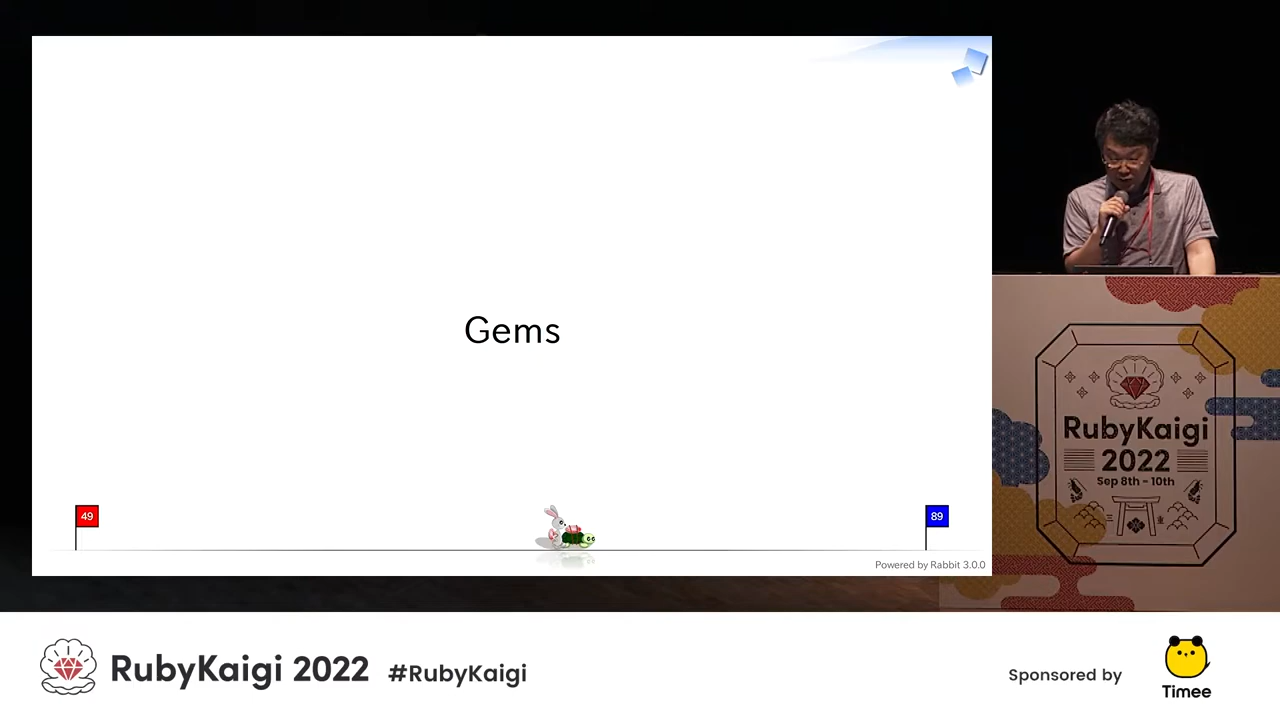 Gems
49
89
Powered by Rabbit 3.0.0
RubyKaigi
2022
Sep 8th - 10th
RubyKaigi 2022
#RubyKaigi
Sponsored by
Timee